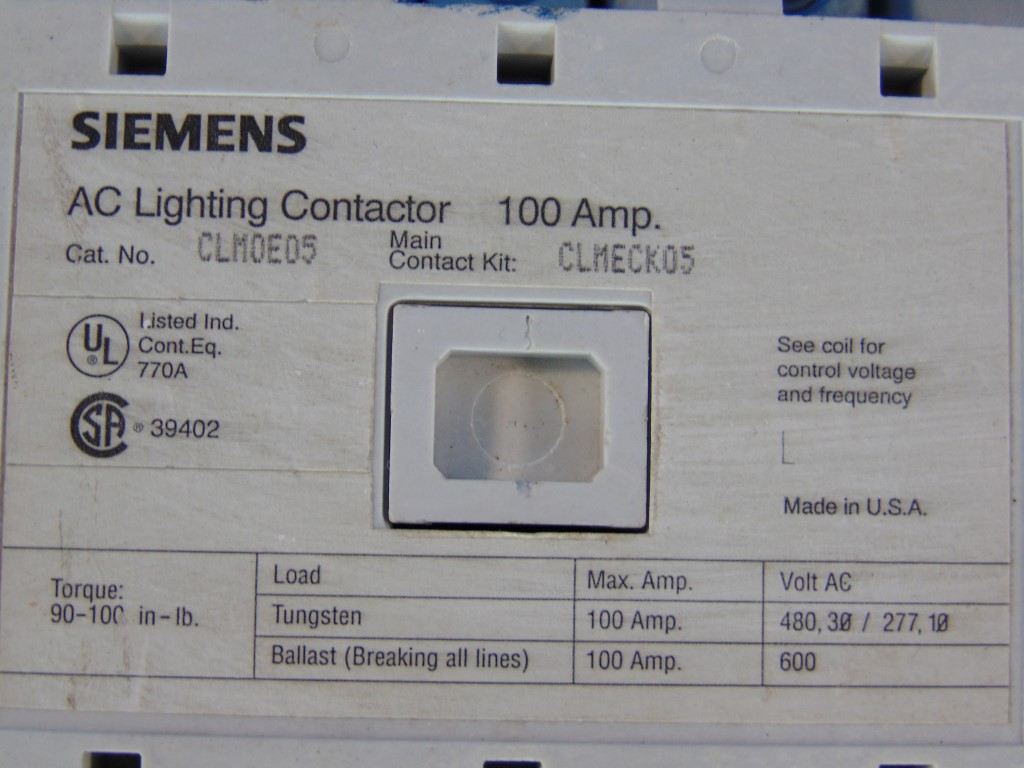 SIEMENS
AC Lighting Contactor 100 Amp.
Cat. No. CLM0E05 Main Contact Kit: CLMECK05
UL ® Listed Ind.
Cont.Eq.
770A
SA ® 39402
See coil for
control voltage
and frequency
Made in U.S.A.
Torque:
90-100 in-lb.
Load Max. Amp. Volt AC
Tungsten 100 Amp. 480,3Ø / 277,1Ø
Ballast (Breaking all lines) 100 Amp. 600